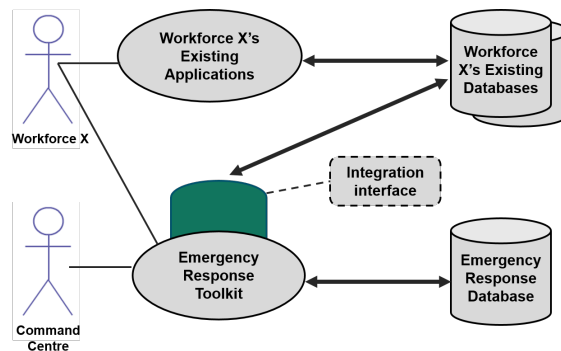 Workforce X's
Existing
Applications
Workforce
X's Existing
Databases
Workforce X
Integration
interface
Emergency
Response
Toolkit
Emergency
Response
Database
Command
Centre